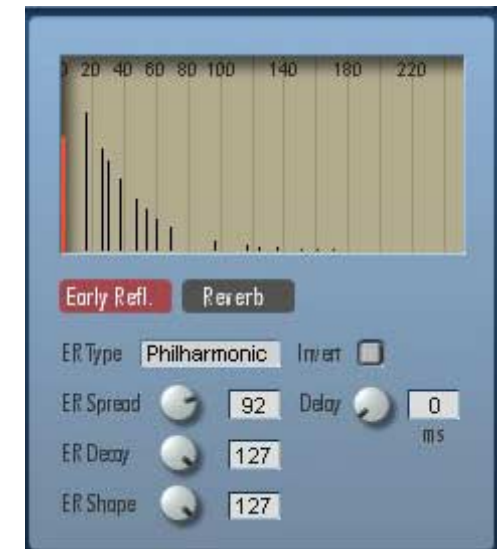 0 20 40 60 80 100 140 180 220
Early Refl. Reverb
ER Type Philharmonic Invert
ER Spread 92 Delay 0
ms
ER Decay 127
ER Shape 127